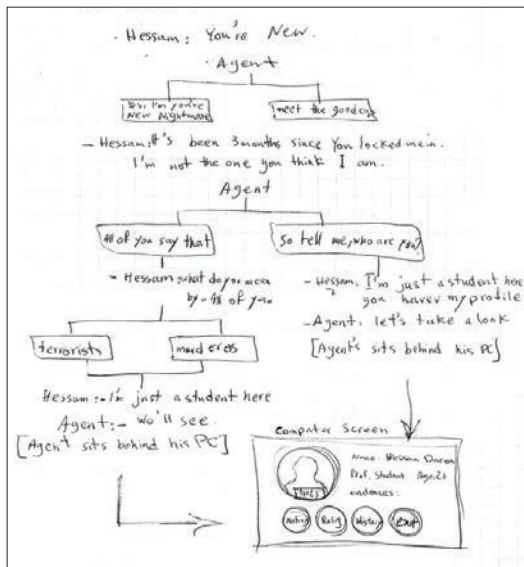 . Hessam: You're New.
. Agent
Yes. I'm you're
New Nightmare
meet the good cop
- Hessam: It's been 3 months since You locked me in.
I'm not the one you think I am.
Agent
All of You say that
So tell me, who are You?
- Hessam: what do you mean
by - All of you
terrorists
murderers
Hessam: - I'm just a student here
Agent: - we'll see.
[Agent sits behind his PC]
- Hessam: I'm just a student here
you have my profile
- Agent: let's take a look
[Agent's sits behind his PC]
Computer Screen
name: Hessam
Prof. Student Age: 26
evidences:
History
Exit